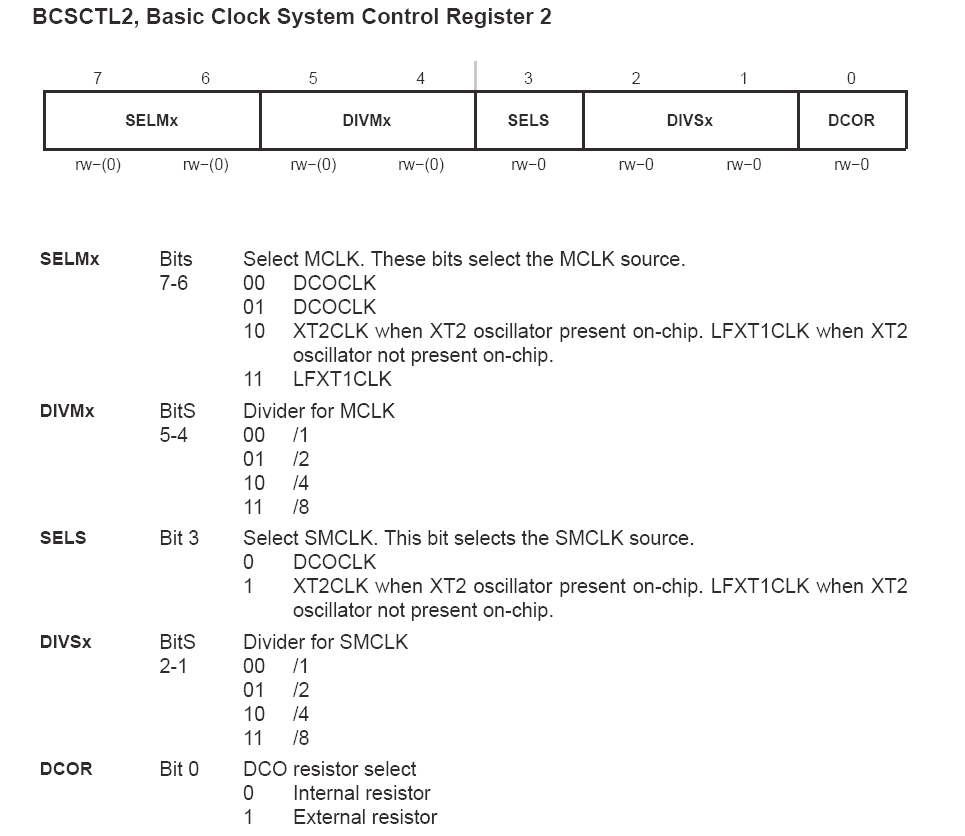 BCSCTL2, Basic Clock System Control Register 2
7 6 5 4 3 2 1 0
SELMx DIVMx SELS DIVSx DCOR
rw−(0) rw−(0) rw−(0) rw−(0) rw−0 rw−0 rw−0 rw−0
SELMx Bits Select MCLK. These bits select the MCLK source.
7-6 00 DCOCLK
01 DCOCLK
10 XT2CLK when XT2 oscillator present on-chip. LFXT1CLK when XT2
oscillator not present on-chip.
11 LFXT1CLK
DIVMx BitS Divider for MCLK
5-4 00 /1
01 /2
10 /4
11 /8
SELS Bit 3 Select SMCLK. This bit selects the SMCLK source.
0 DCOCLK
1 XT2CLK when XT2 oscillator present on-chip. LFXT1CLK when XT2
oscillator not present on-chip.
DIVSx BitS Divider for SMCLK
2-1 00 /1
01 /2
10 /4
11 /8
DCOR Bit 0 DCO resistor select
0 Internal resistor
1 External resistor